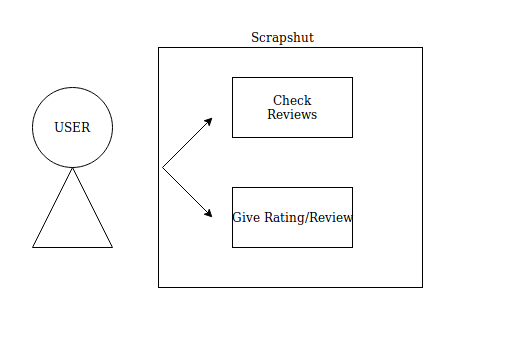 Scrapshut
USER
Check
Reviews
Give Rating/Review